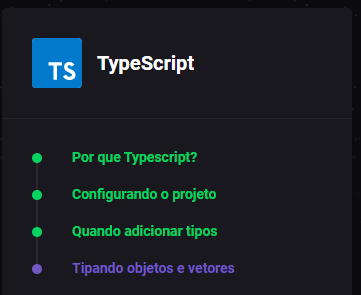 TS
TypeScript
Por que Typescript?
Configurando o projeto
Quando adicionar tipos
Tipando objetos e vetores